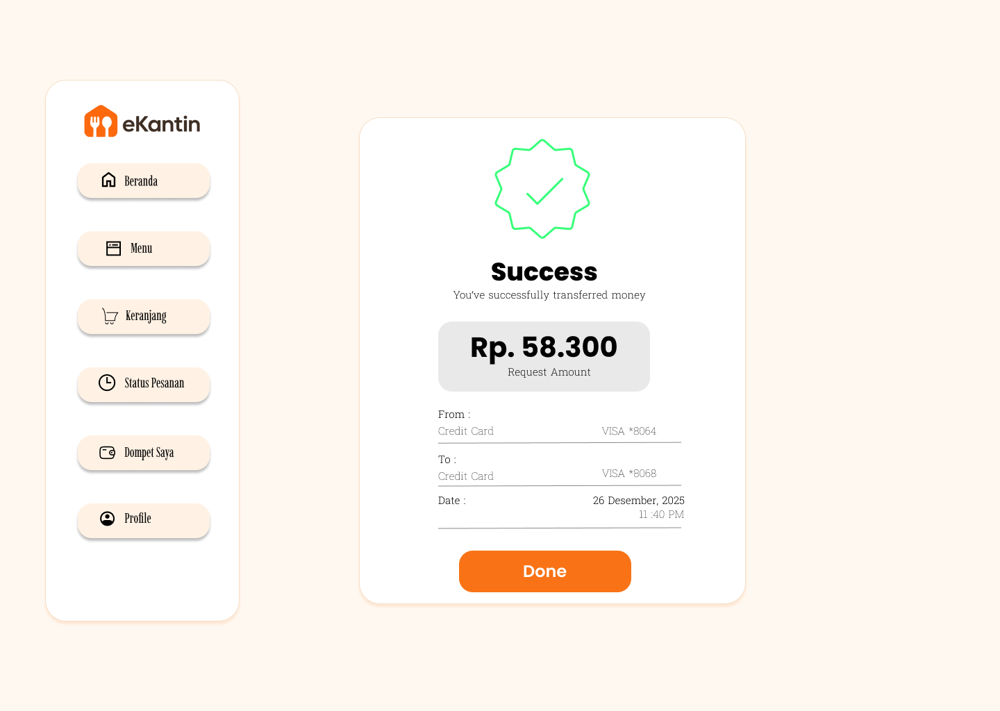 eKantin
Beranda
Menu
Keranjang
Status Pesanan
Dompet Saya
Profile
Success
You've successfully transferred money
Rp. 58.300
Request Amount
From :
Credit Card VISA *8064
To :
Credit Card VISA *8068
Date : 26 Desember, 2025
11 :40 PM
Done